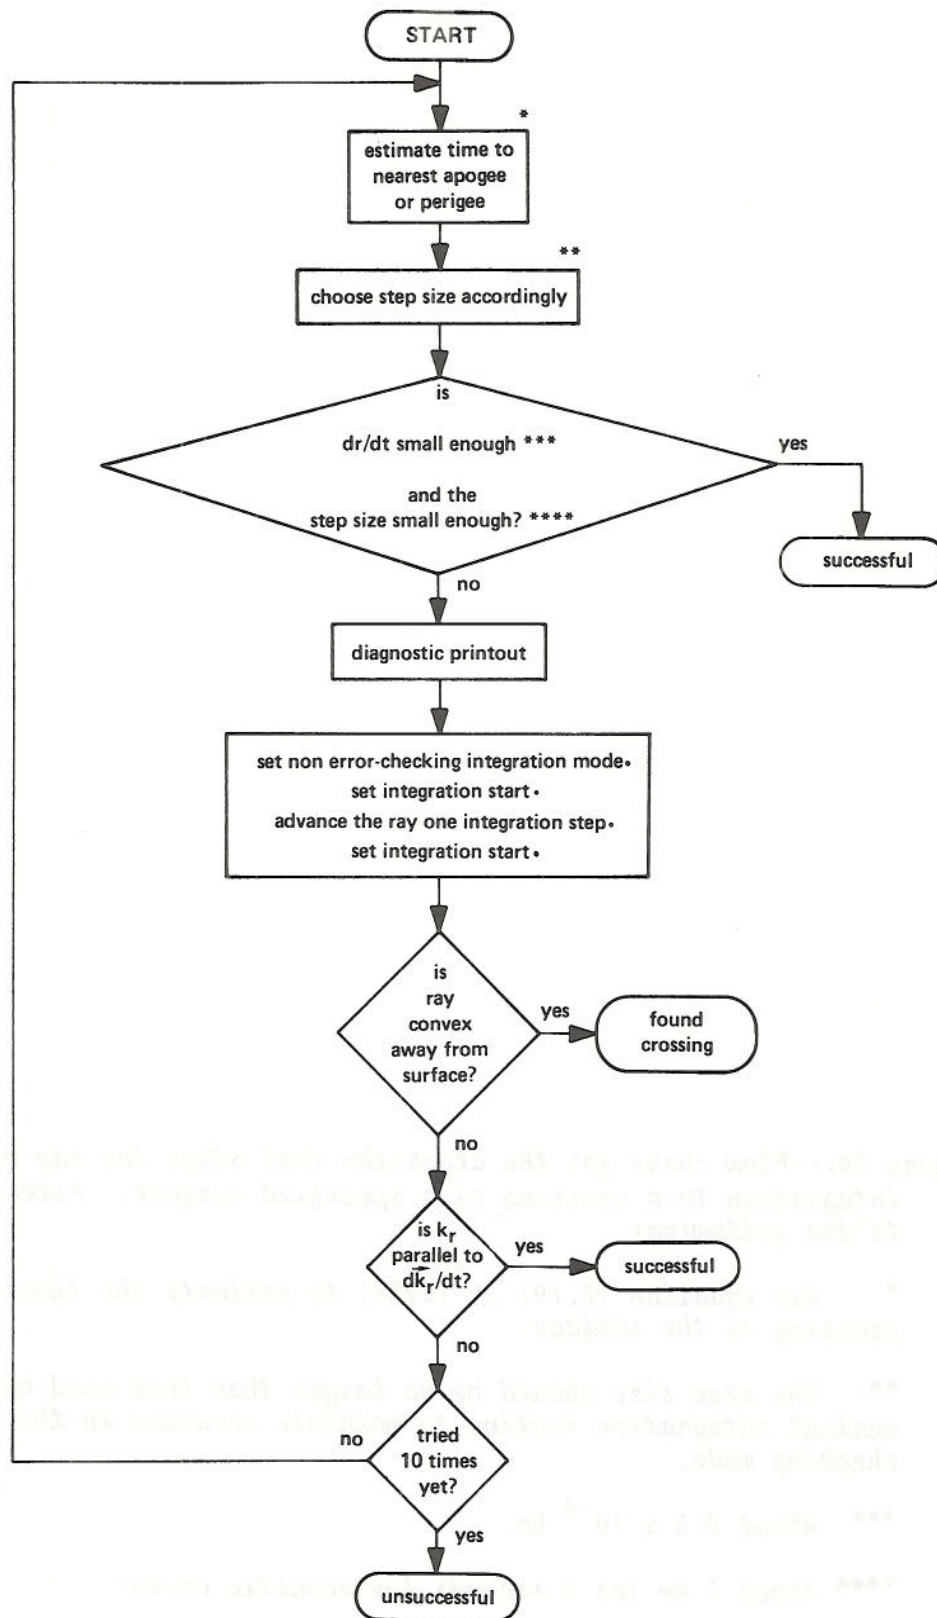 START
*
estimate time to
nearest apogee
or perigee
**
choose step size accordingly
is
dr/dt small enough ***
yes
and the
step size small enough? ****
successful
no
diagnostic printout
set non error-checking integration mode.
set integration start.
advance the ray one integration step.
set integration start.
is
ray
convex
away from
surface?
yes
found
crossing
no
is kr
parallel to
dkr/dt?
yes
successful
no
no
tried
10 times
yet?
yes
unsuccessful